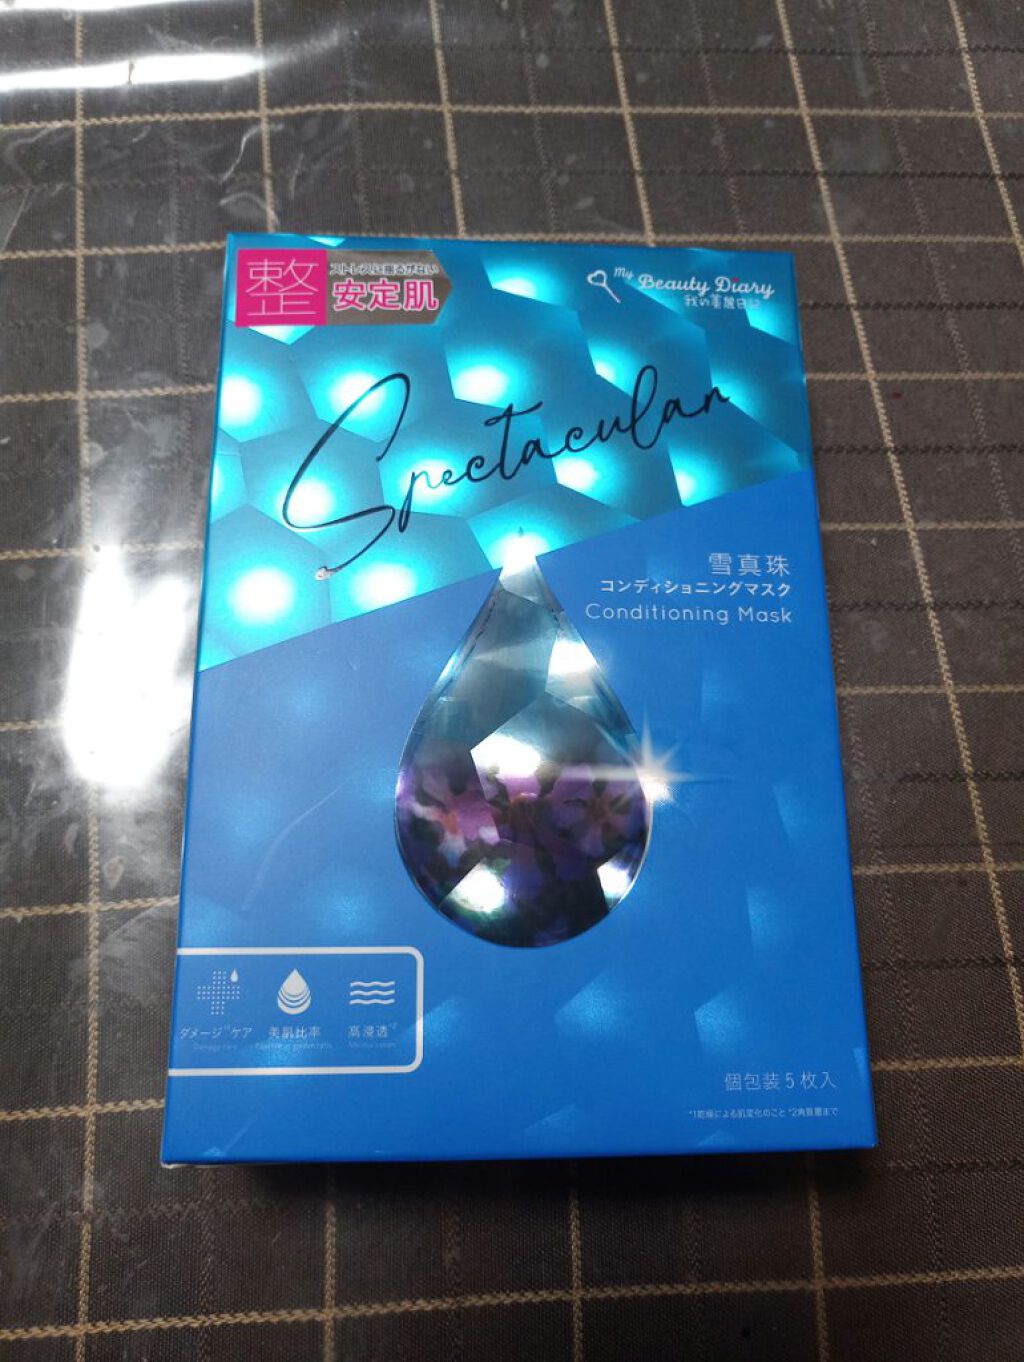 整
ストレスに揺るがない
安定肌
My Beauty Diary
我的美麗日記
Spectacular
雪真珠
コンディショニングマスク
Conditioning Mask
ダメージ*1ケア
美肌比率
高浸透*2
Damage care
個包装5枚入
*1乾燥による肌変化のこと *2角質層まで